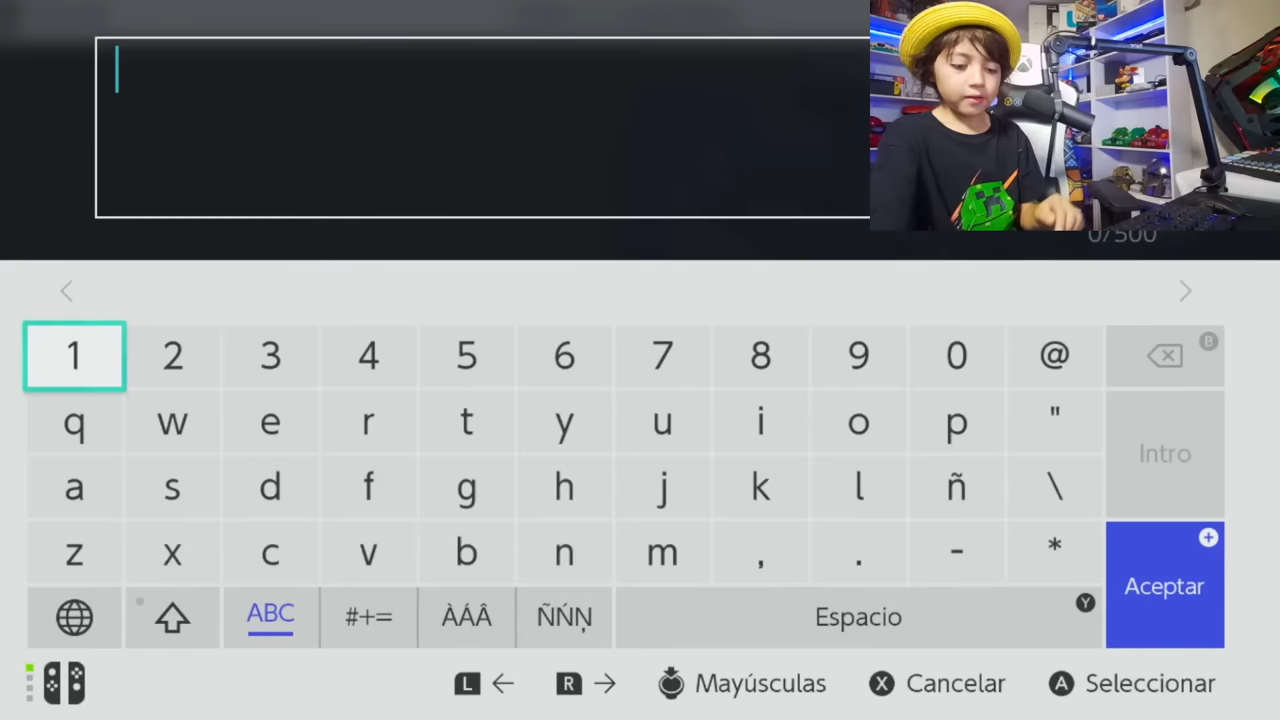 0/500
1 2 3 4 5 6 7 8 9 0 @ B
q w e r t y u i o p "
Intro
a s d f g h j k l ñ \
z x c v b n m , . - * +
ABC #+= ÀÁÂ ÑŃŅ Espacio Y Aceptar
L ← R → Mayúsculas X Cancelar A Seleccionar